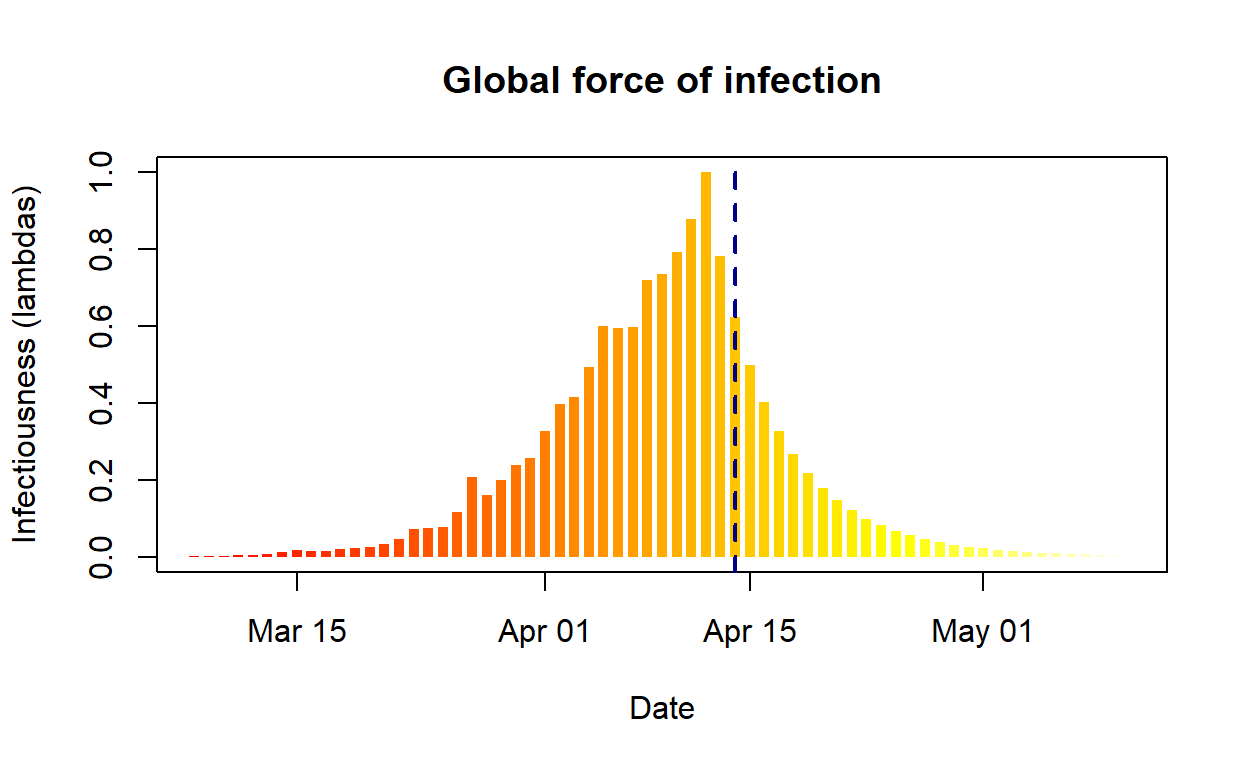 Global force of infection
Infectiousness (lambdas)
1.0
0.8
0.6
0.4
0.2
0.0
Mar 15
Apr 01
Apr 15
May 01
Date